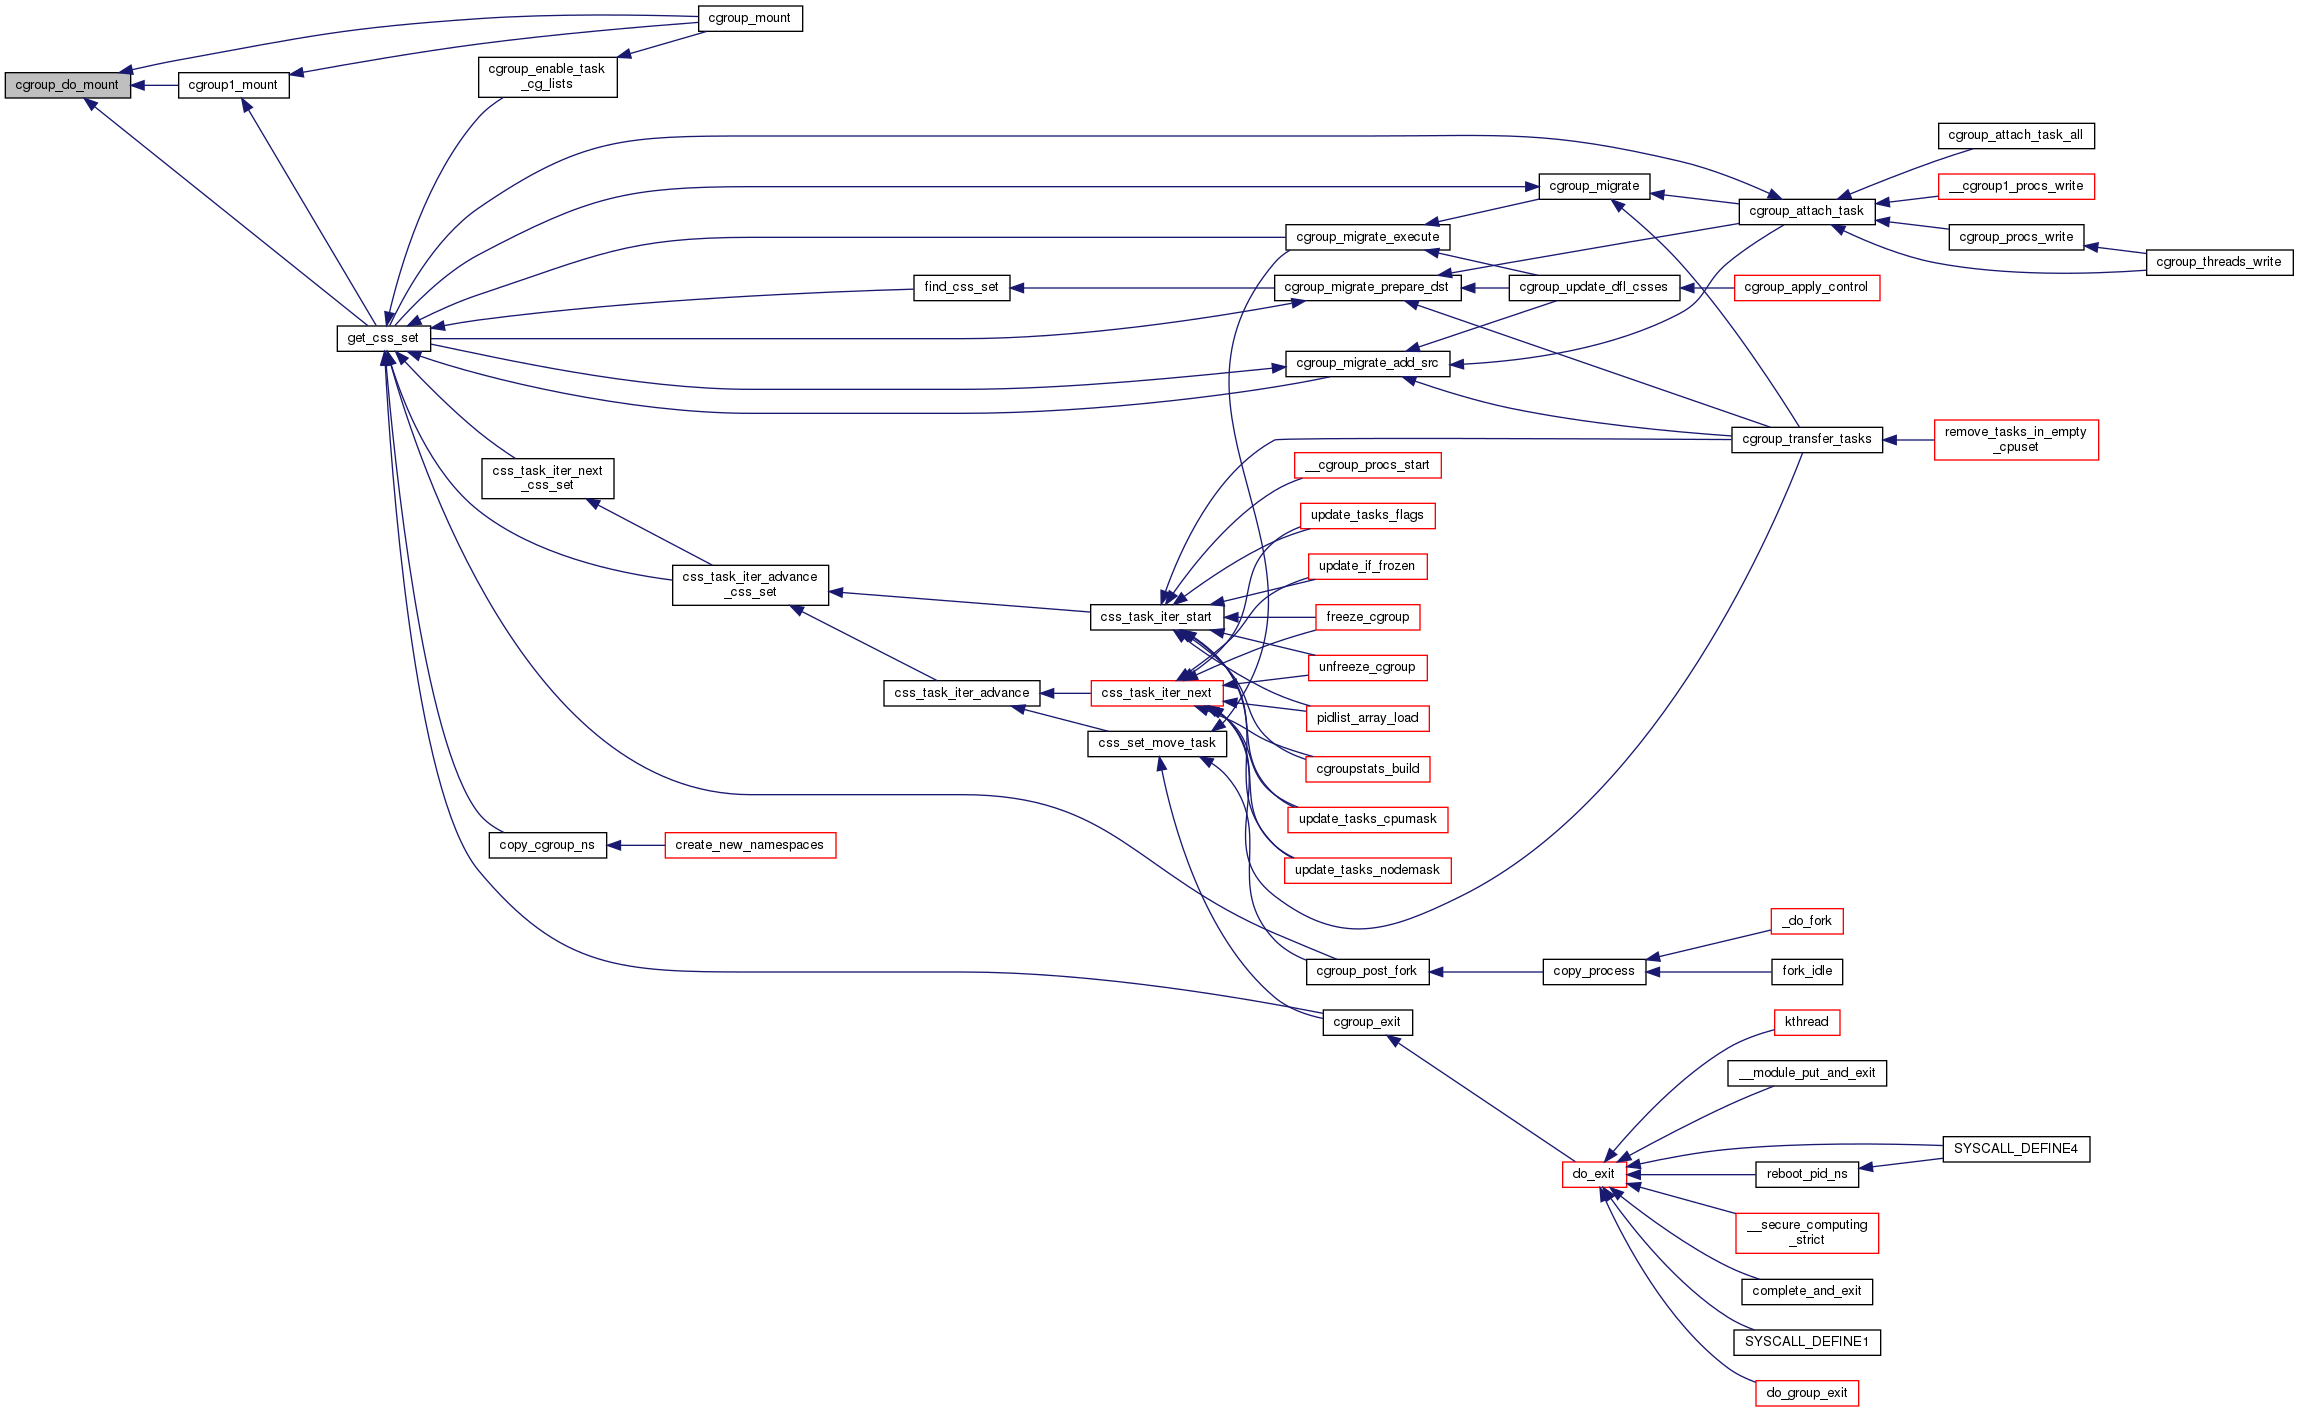 cgroup_mount
cgroup_enable_task
_cg_lists
cgroup_do_mount
cgroup1_mount
cgroup_attach_task_all
cgroup_migrate
__cgroup1_procs_write
cgroup_attach_task
cgroup_migrate_execute
cgroup_procs_write
cgroup_threads_write
find_css_set
cgroup_migrate_prepare_dst
cgroup_update_dfl_csses
cgroup_apply_control
get_css_set
cgroup_migrate_add_src
cgroup_transfer_tasks
remove_tasks_in_empty
_cpuset
__cgroup_procs_start
css_task_iter_next
_css_set
update_tasks_flags
update_if_frozen
css_task_iter_advance
_css_set
css_task_iter_start
freeze_cgroup
unfreeze_cgroup
css_task_iter_advance
css_task_iter_next
pidlist_array_load
css_set_move_task
cgroupstats_build
update_tasks_cpumask
copy_cgroup_ns
create_new_namespaces
update_tasks_nodemask
_do_fork
cgroup_post_fork
copy_process
fork_idle
cgroup_exit
kthread
__module_put_and_exit
SYSCALL_DEFINE4
do_exit
reboot_pid_ns
__secure_computing
_strict
complete_and_exit
SYSCALL_DEFINE1
do_group_exit